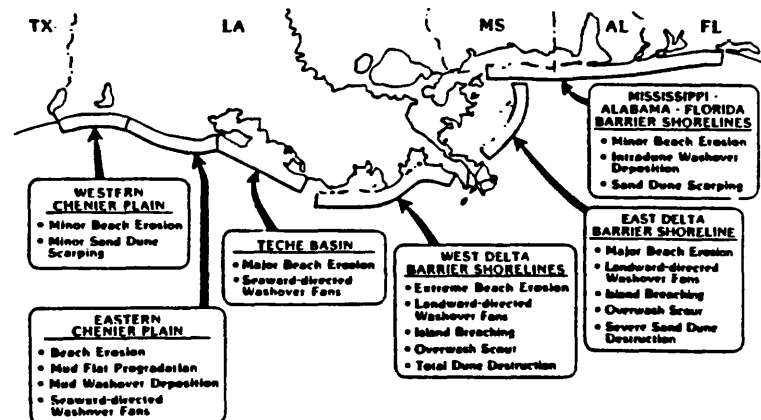 TX
LA
MS
AL
FL
MISSISSIPPI -
ALABAMA - FLORIDA
BARRIER SHORELINES
• Minor Beach Erosion
• Intradune Washover
Deposition
• Sand Dune Scarping
WESTERN
CHENIER PLAIN
• Minor Beach Erosion
• Minor Sand Dune
Scarping
TECHE BASIN
• Major Beach Erosion
• Seaward-directed
Washover Fans
WEST DELTA
BARRIER SHORELINES
• Extreme Beach Erosion
• Landward-directed
Washover Fans
• Island Breaching
• Overwash Scour
• Total Dune Destruction
EAST DELTA
BARRIER SHORELINE
• Major Beach Erosion
• Landward-directed
Washover Fans
• Island Breaching
• Overwash Scour
• Severe Sand Dune
Destruction
EASTERN
CHENIER PLAIN
• Beach Erosion
• Mud Flat Progradation
• Mud Washover Deposition
• Seaward-directed
Washover Fans